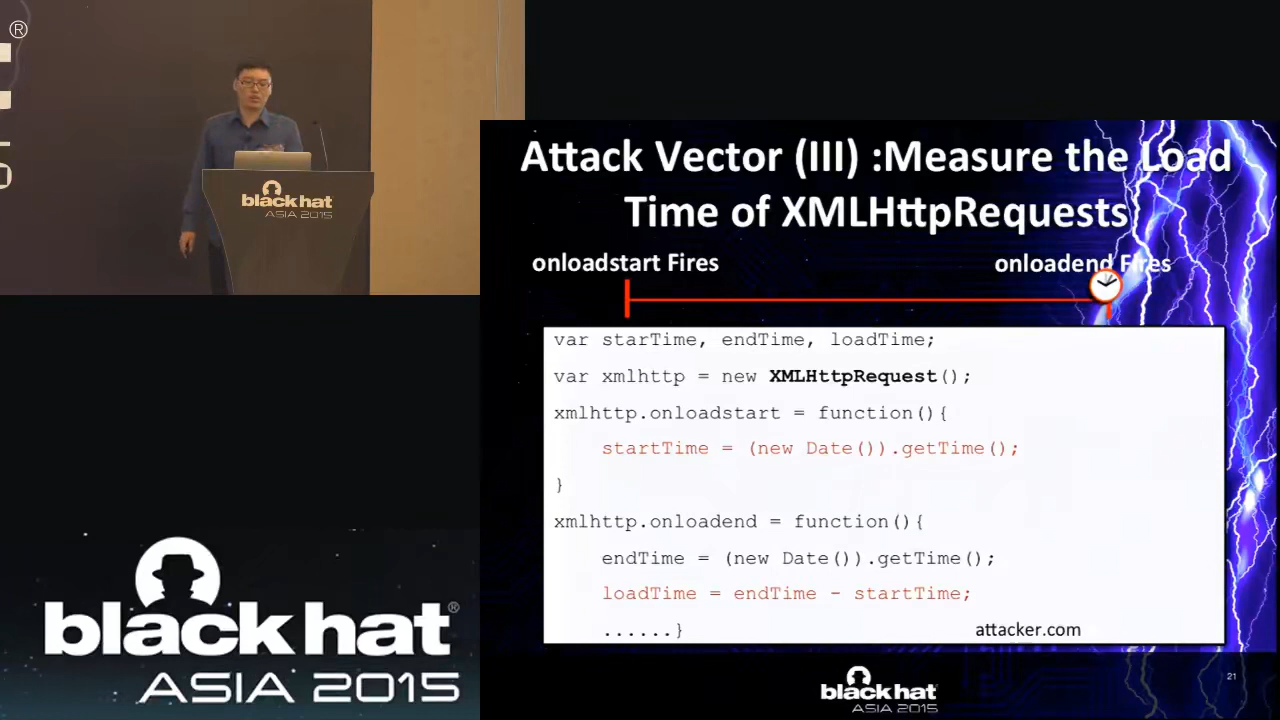 ®
black hat
ASIA 2015
Attack Vector (III) :Measure the Load
Time of XMLHttpRequests
onloadstart Fires
onloadend Fires
var starTime, endTime, loadTime;
var xmlhttp = new XMLHttpRequest();
xmlhttp.onloadstart = function(){
startTime = (new Date()).getTime();
}
xmlhttp.onloadend = function(){
endTime = (new Date()).getTime();
loadTime = endTime - startTime;
......}
attacker.com
black hat®
ASIA 2015
black hat
ASIA 2015
21